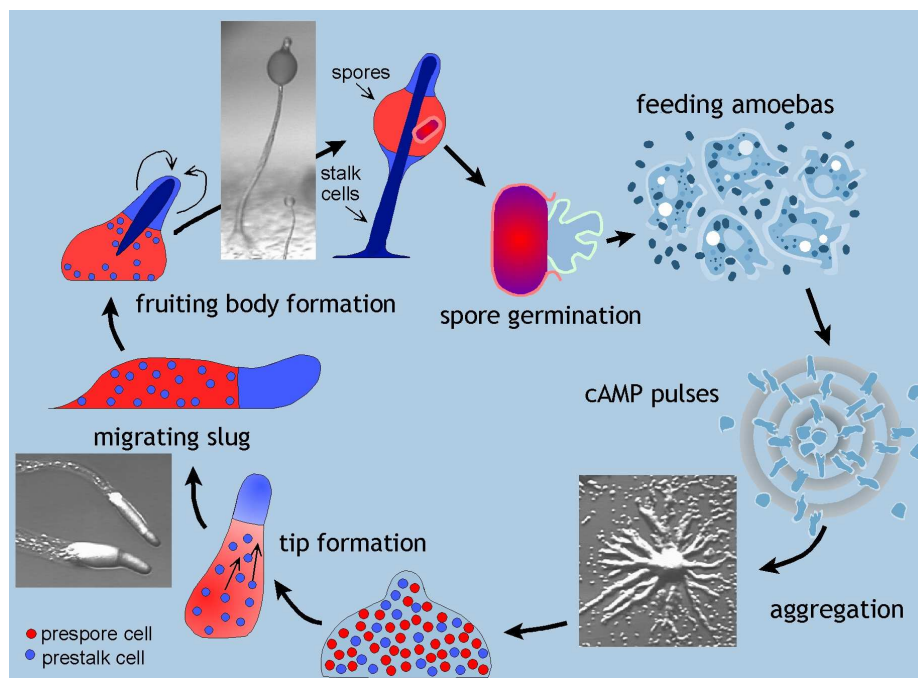 spores
stalk
cells
feeding amoebas
fruiting body formation
spore germination
cAMP pulses
migrating slug
tip formation
aggregation
prespore cell
prestalk cell